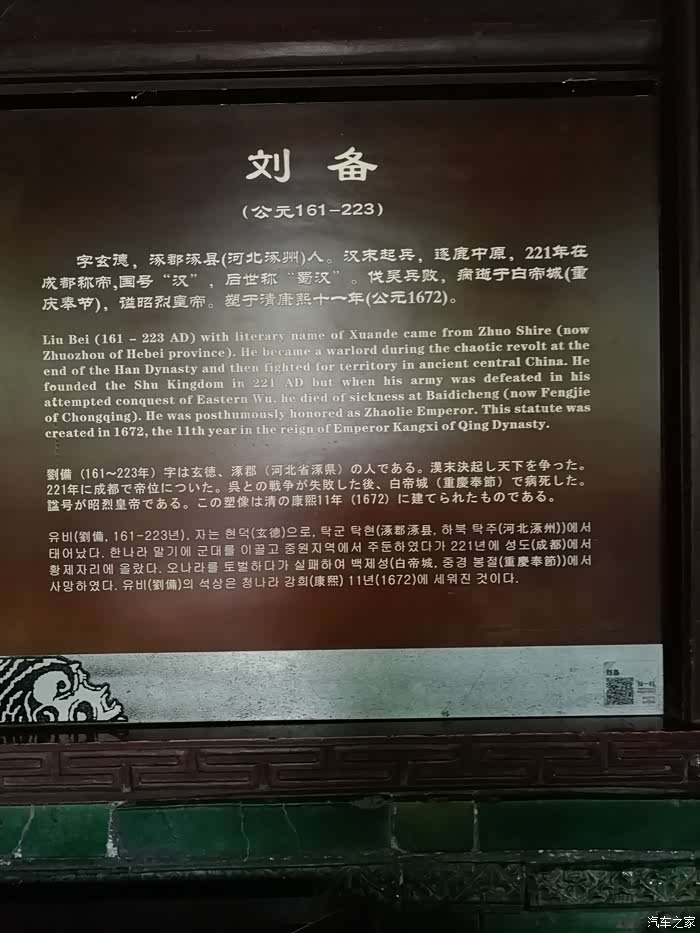 刘 备
(公元161-223)
字玄德，涿郡涿县(河北涿州)人。汉末起兵，逐鹿中原，221年在
成都称帝,国号“汉”，后世称“蜀汉”。伐吴兵败，病逝于白帝城(重
庆奉节)，谥昭烈皇帝。塑于清康熙十一年(公元1672)。
Liu Bei (161 - 223 AD) with literary name of Xuande came from Zhuo Shire (now
Zhuozhou of Hebei province). He became a warlord during the chaotic revolt at the
end of the Han Dynasty and then fighted for territory in ancient central China. He
founded the Shu Kingdom in 221 AD but when his army was defeated in his
attempted conquest of Eastern Wu, he died of sickness at Baidicheng (now Fengjie
of Chongqing). He was posthumously honored as Zhaolie Emperor. This statute was
created in 1672, the 11th year in the reign of Emperor Kangxi of Qing Dynasty.
劉備（161～223年）字は玄徳、涿郡（河北省涿県）の人である。漢末決起し天下を争った。
221年に成都で帝位についた。呉との戦争が失敗した後、白帝城（重慶奉節）で病死した。
諡号が昭烈皇帝である。この塑像は清の康熙11年（1672）に建てられたものである。
유비(劉備, 161-223년). 자는 현덕(玄德)으로, 탁군 탁현(涿郡涿县, 하북 탁주(河北涿州))에서
태어났다. 한나라 말기에 군대를 이끌고 중원지역에서 주둔하였다가 221년에 성도(成都)에서
황제자리에 올랐다. 오나라를 토벌하다가 실패하여 백제성(白帝城, 중경 봉절(重慶奉節))에서
사망하였다. 유비(劉備)의 석상은 청나라 강희(康熙) 11년(1672)에 세워진 것이다.
刘备
汽车之家